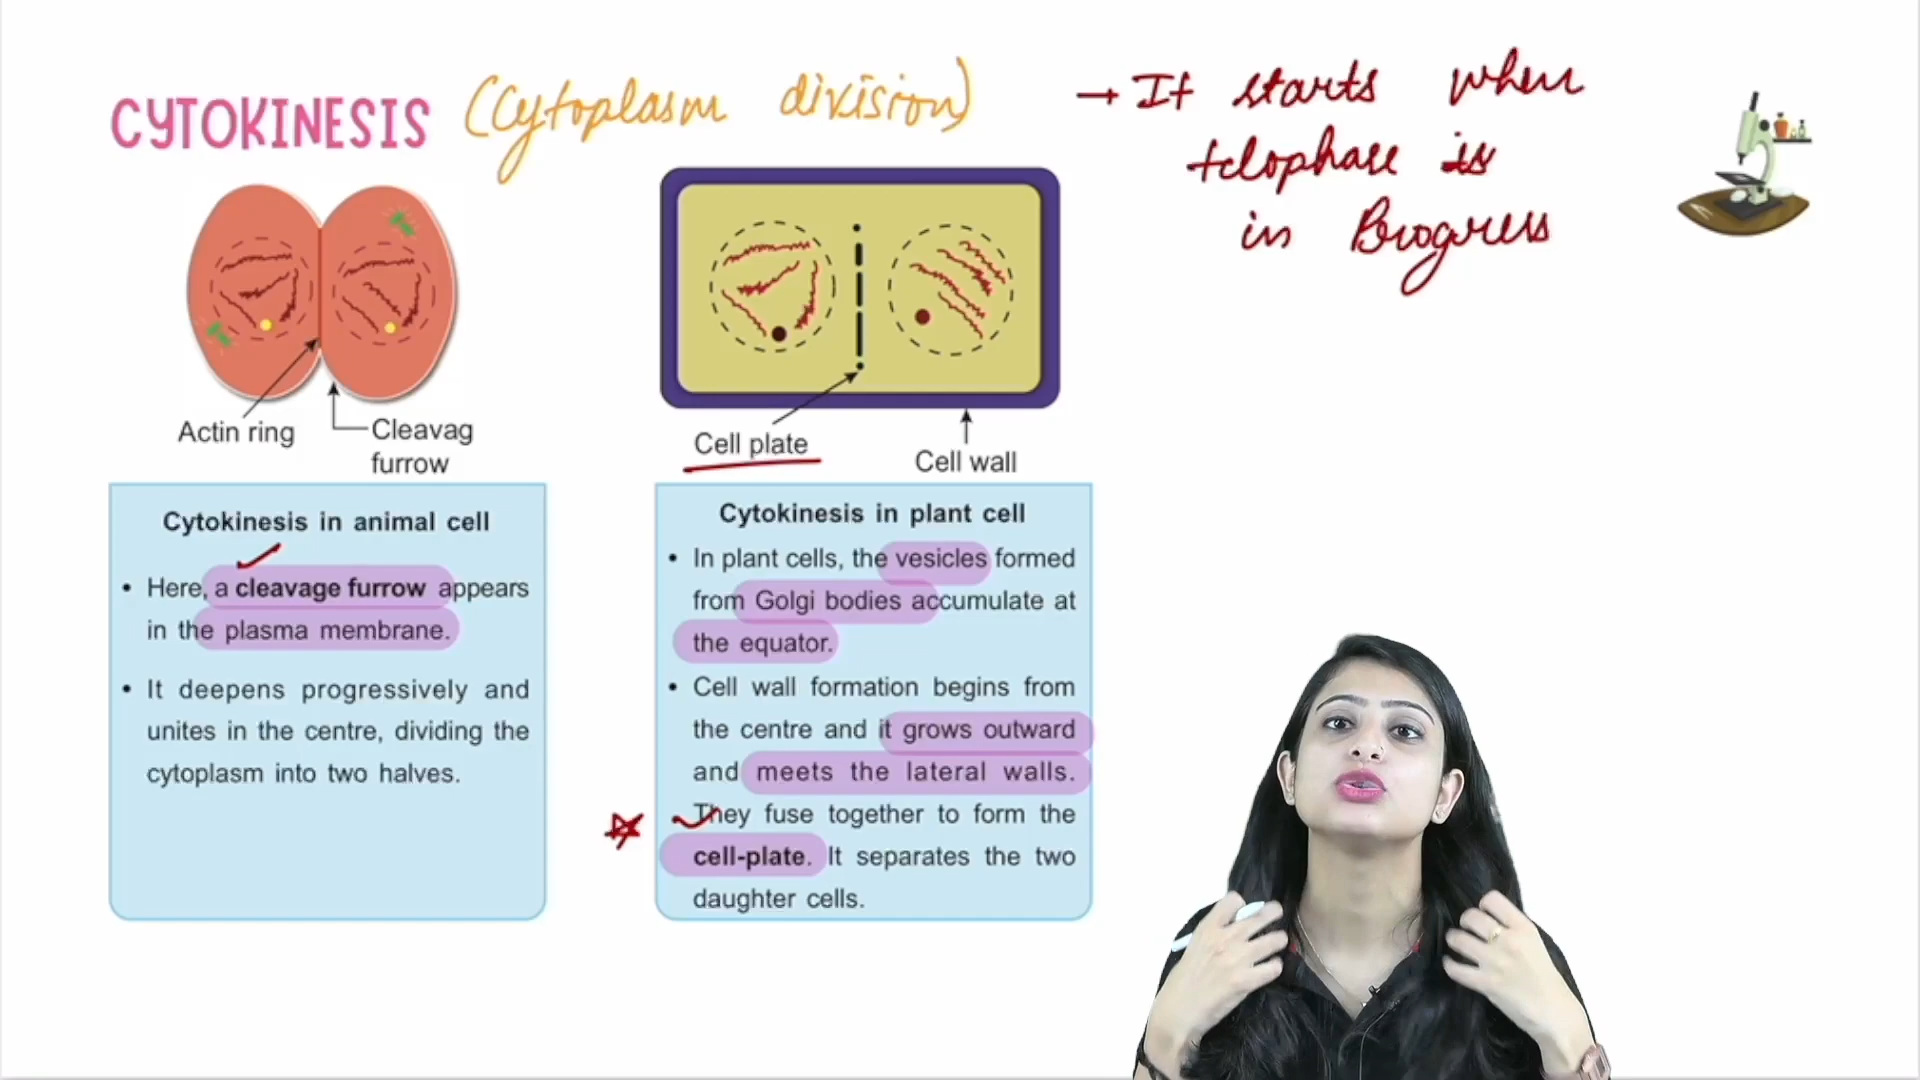 CYTOKINESIS (Cytoplasm division)
→ It starts when
telophase is
in Progress
Actin ring
Cleavag
furrow
Cell plate
Cell wall
Cytokinesis in animal cell
• Here, a cleavage furrow appears
in the plasma membrane.
• It deepens progressively and
unites in the centre, dividing the
cytoplasm into two halves.
Cytokinesis in plant cell
• In plant cells, the vesicles formed
from Golgi bodies accumulate at
the equator.
• Cell wall formation begins from
the centre and it grows outward
and meets the lateral walls.
They fuse together to form the
cell-plate. It separates the two
daughter cells.